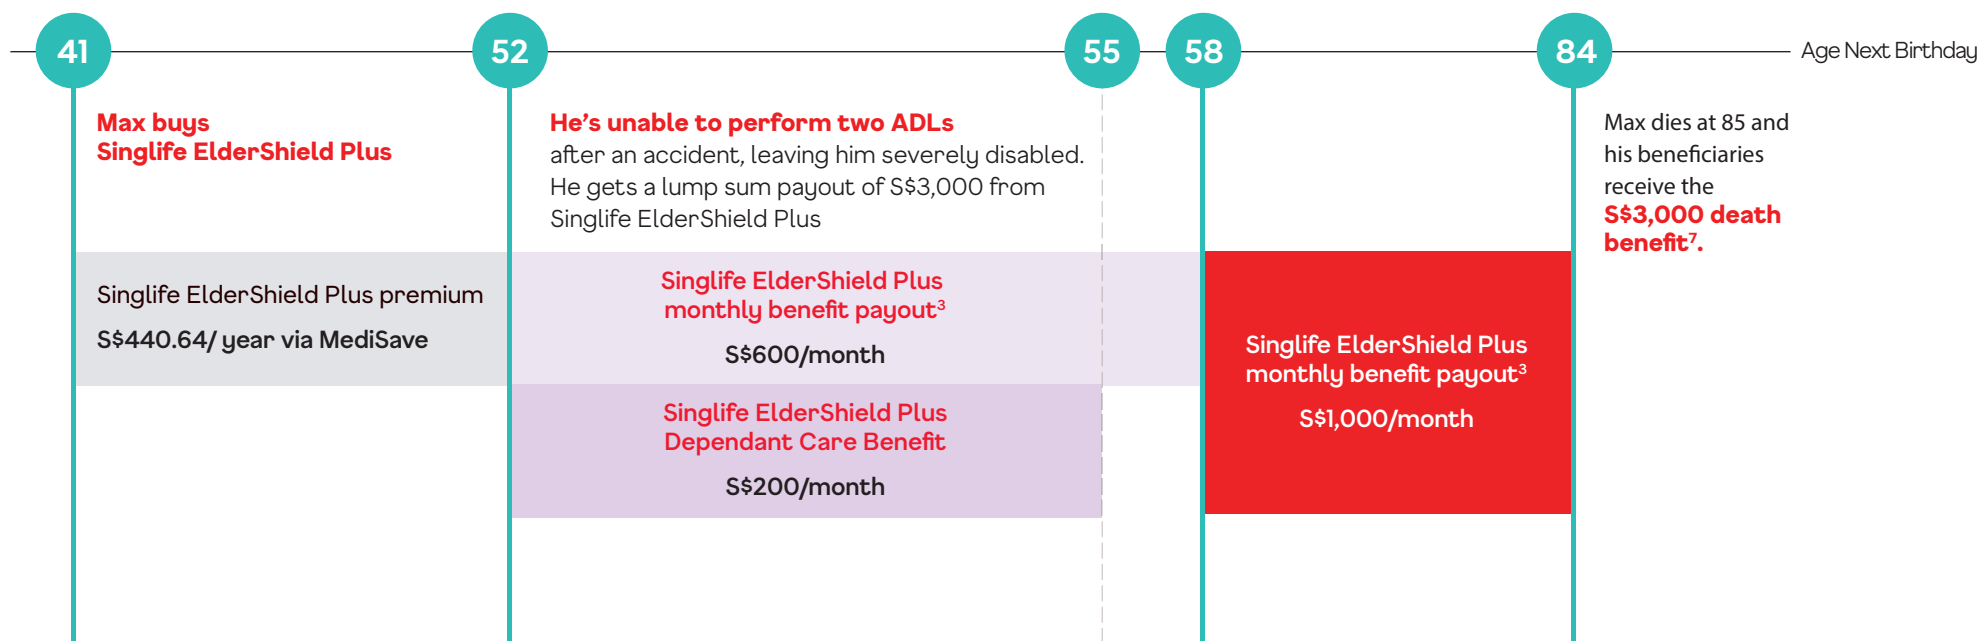 41
52
55
58
84
Age Next Birthday
Max buys
Singlife ElderShield Plus
He's unable to perform two ADLs
after an accident, leaving him severely disabled.
He gets a lump sum payout of S$3,000 from
Singlife ElderShield Plus
Max dies at 85 and
his beneficiaries
receive the
S$3,000 death
benefit⁷.
Singlife ElderShield Plus premium
S$440.64/ year via MediSave
Singlife ElderShield Plus
monthly benefit payout³
S$600/month
Singlife ElderShield Plus
Dependant Care Benefit
S$200/month
Singlife ElderShield Plus
monthly benefit payout³
S$1,000/month